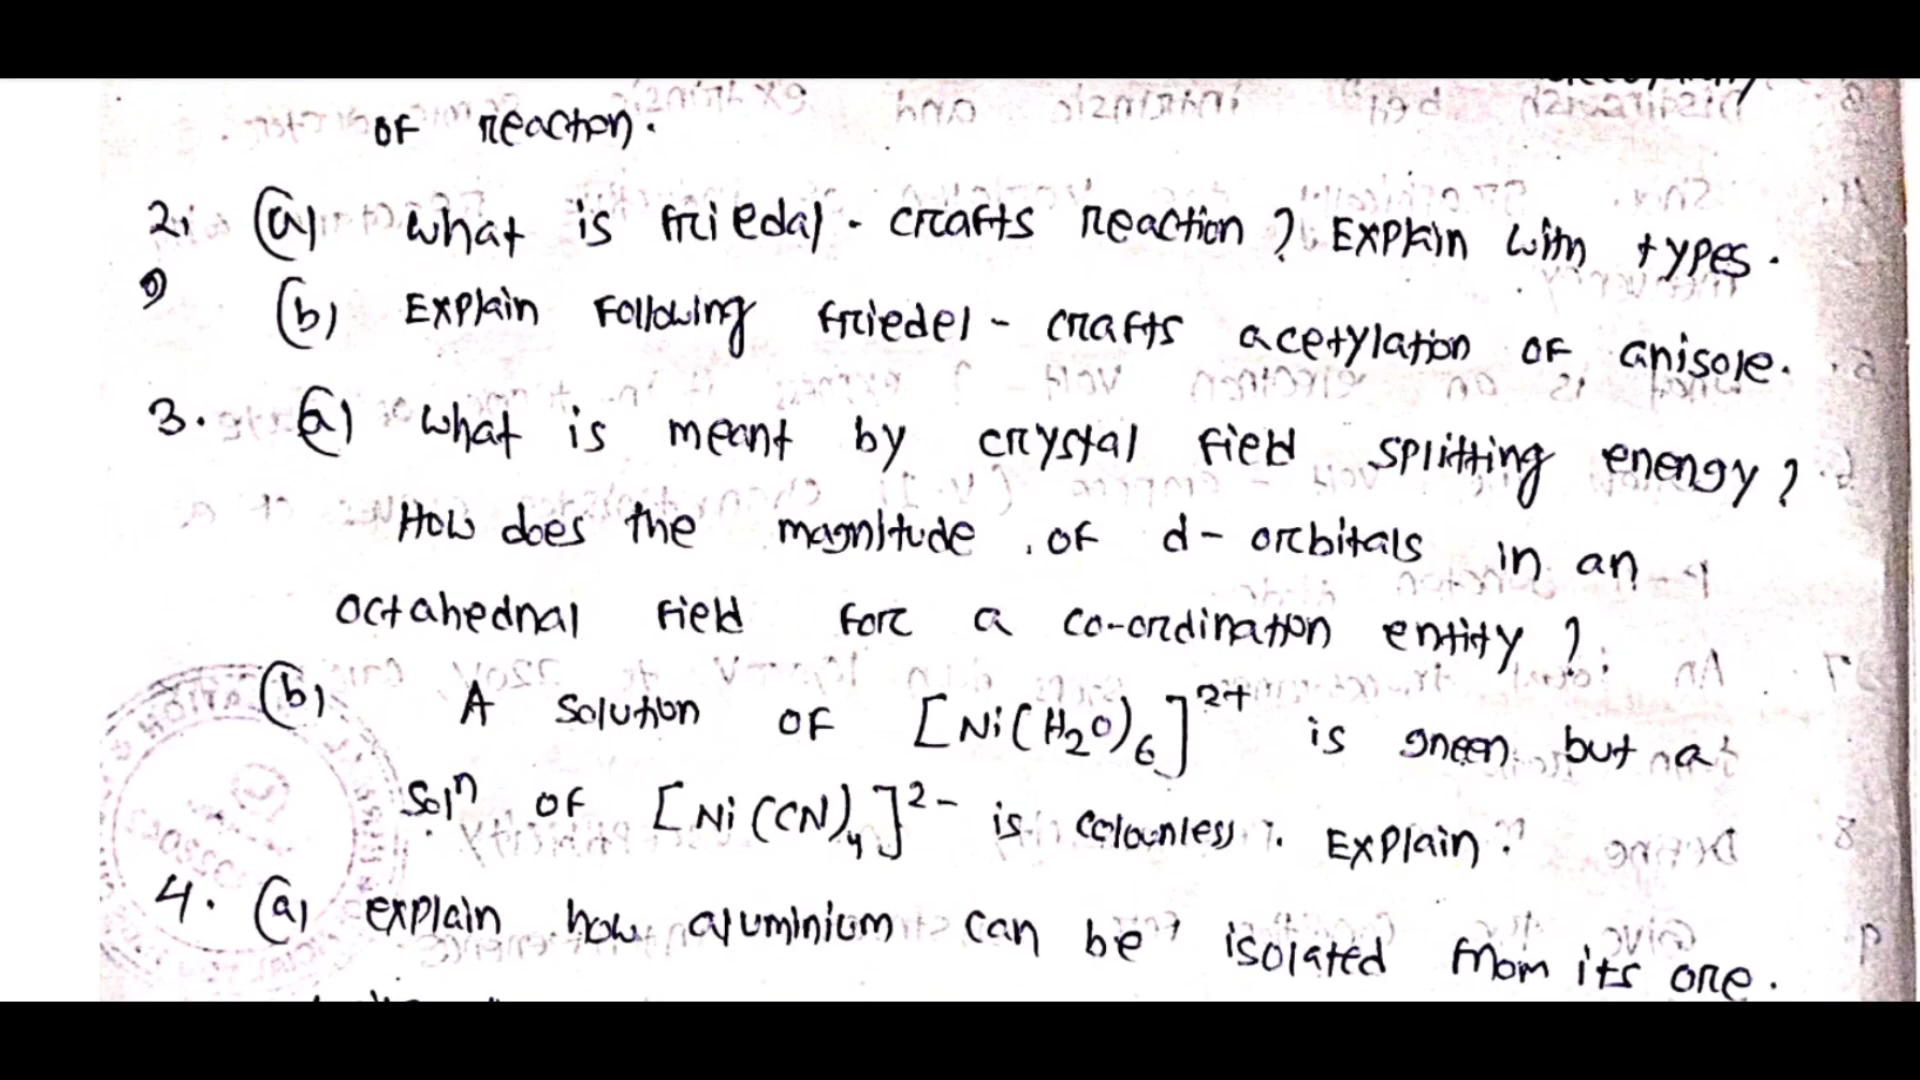 of reaction.
2. (a) What is friedal - crafts reaction ? Explain with types.
(b) Explain Following friedel - crafts acetylation of anisole.
3. (a) What is meant by crystal field splitting energy ?
How does the magnitude of d - orbitals in an
octahedral field for a co-ordination entity ?
(b) A solution of [Ni(H2O)6]2+ is green but a
Soln of [Ni(CN)4]2- is colourless. Explain ?
4. (a) explain how aluminium can be isolated from its ore.